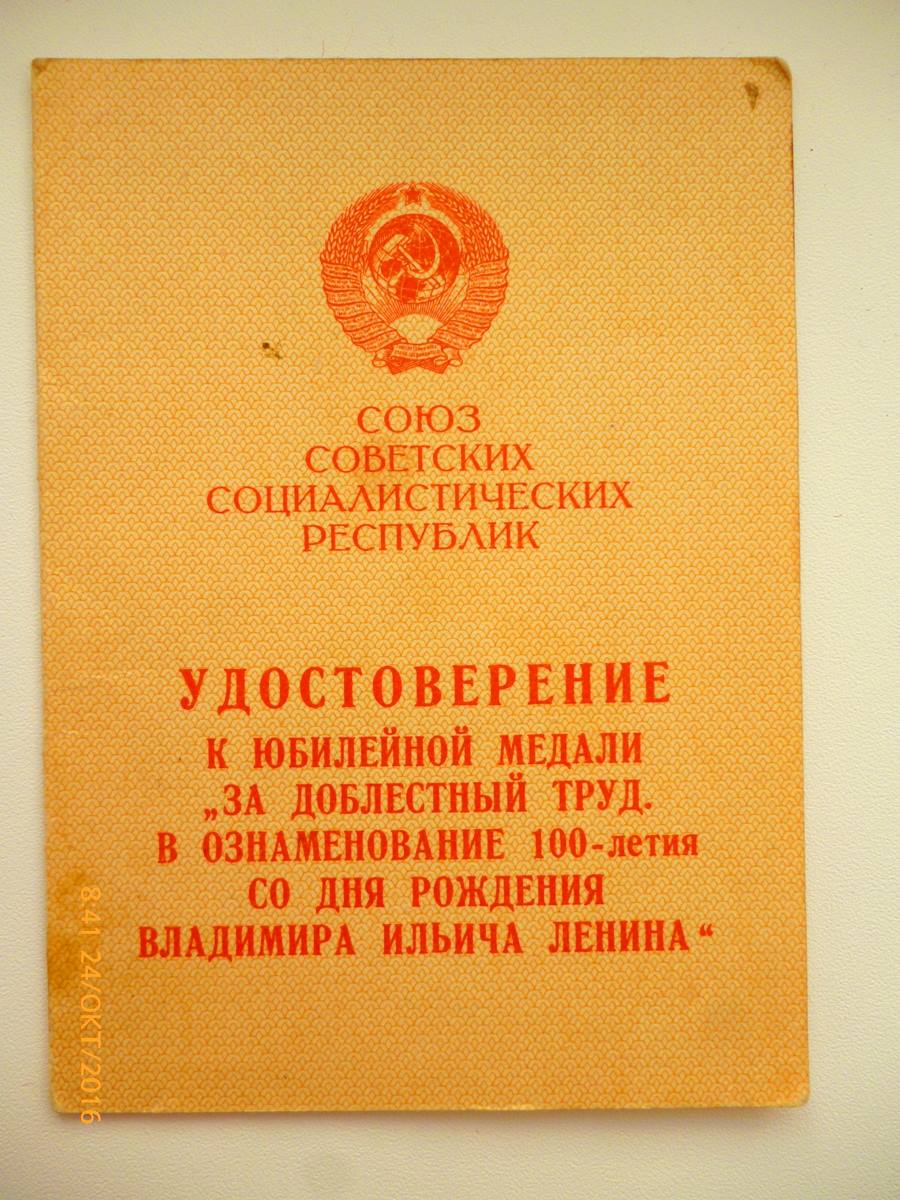 СОЮЗ
СОВЕТСКИХ
СОЦИАЛИСТИЧЕСКИХ
РЕСПУБЛИК
УДОСТОВЕРЕНИЕ
К ЮБИЛЕЙНОЙ МЕДАЛИ
„ЗА ДОБЛЕСТНЫЙ ТРУД.
В ОЗНАМЕНОВАНИЕ 100-летия
СО ДНЯ РОЖДЕНИЯ
ВЛАДИМИРА ИЛЬИЧА ЛЕНИНА“
8:41 24/ОКТ/2016